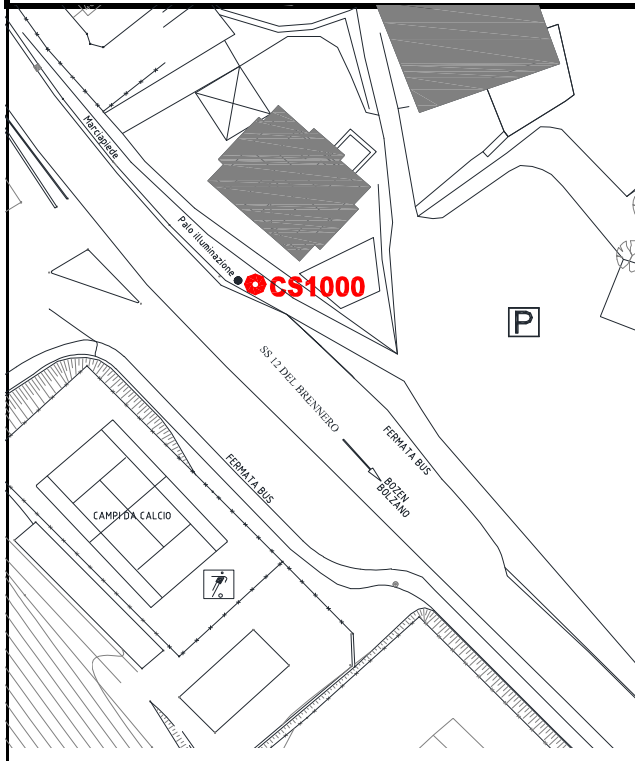 Marciapiede
Palo illuminazione
CS1000
P
SS 12 DEL BRENNERO
FERMATA BUS
BOZEN
BOLZANO
FERMATA BUS
CAMPI DA CALCIO